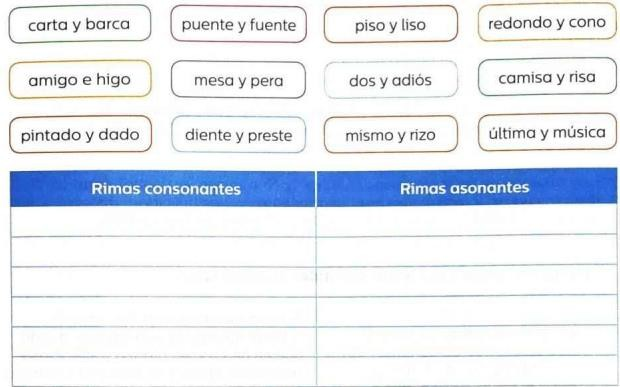 carta y barca
puente y fuente
piso y liso
redondo y cono
amigo e higo
mesa y pera
dos y adiós
camisa y risa
pintado y dado
diente y preste
mismo y rizo
última y música
Rimas consonantes
Rimas asonantes